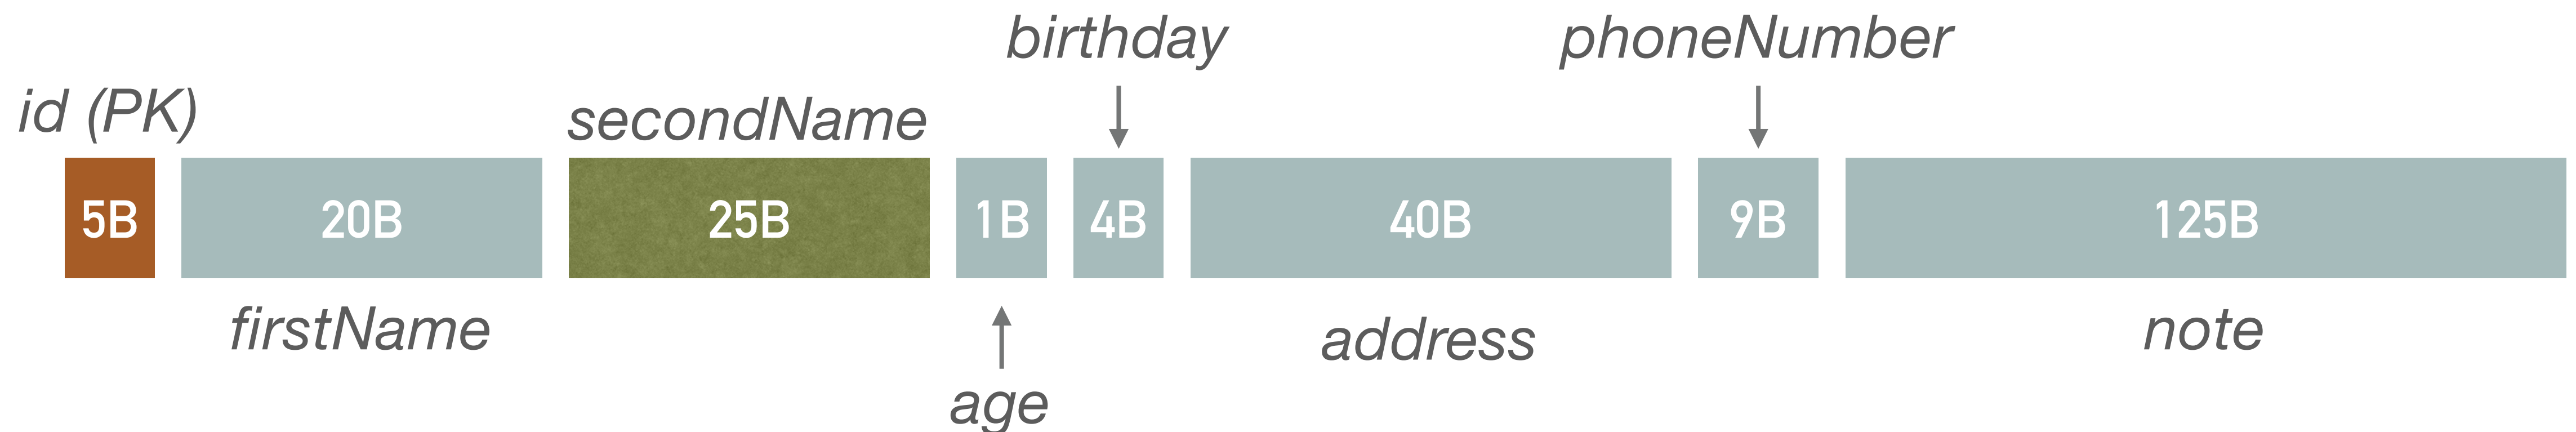 birthday
phoneNumber
id (PK)
secondName
5B
20B
25B
1B
4B
40B
9B
125B
firstName
address
note
age